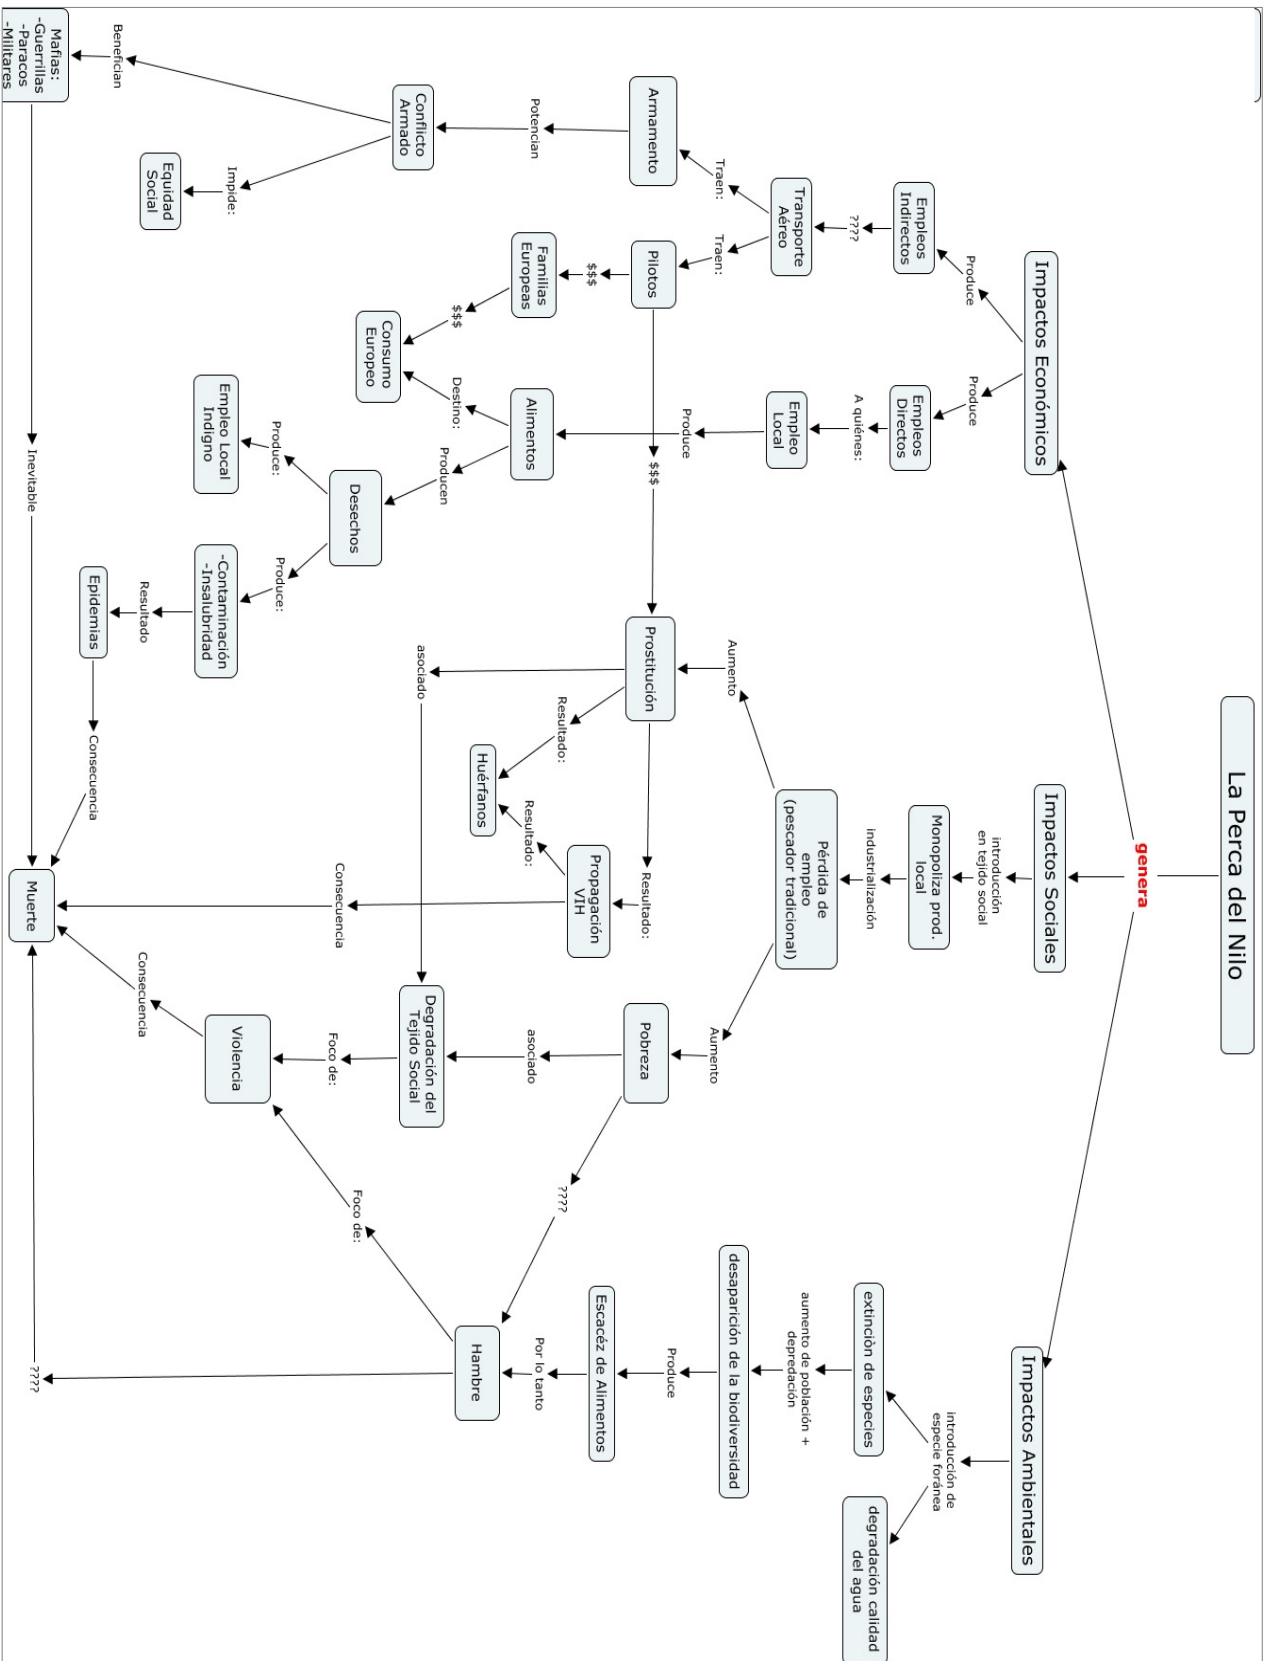 La Perca del Nilo
genera
Impactos Económicos
Impactos Sociales
Impactos Ambientales
Produce
Produce
introducción
en tejido social
introducción de
especie foránea
Empleos
Indirectos
Empleos
Directos
Monopoliza prod.
local
extinciòn de especies
degradación calidad
del agua
????
A quiénes:
industrialización
aumento de población +
depredación
Transporte
Aéreo
Empleo
Local
Pérdida de
empleo
(pescador tradicional)
desaparición de la biodiversidad
Traen:
Traen:
Produce
Aumento
Aumento
Produce
Armamento
Pilotos
$$$
Prostitución
Resultado:
Pobreza
Escacéz de Alimentos
Potencian
$$$
Resultado:
Resultado:
asociado
????
Por lo tanto
Familias
Europeas
Alimentos
Propagación
VIH
Huérfanos
Hambre
$$$
Destino:
Producen
asociado
Conflicto
Armado
Consumo
Europeo
Desechos
Degradación del
Tejido Social
Consecuencia
Foco de:
Foco de:
Impide:
Produce:
Produce:
Empleo Local
Indigno
-Contaminación
-Insalubridad
Violencia
Benefician
Equidad
Social
Resultado
Consecuencia
Epidemias
Consecuencia
Mafias:
-Guerrillas
-Paracos
-Militares
Inevitable
Muerte
????